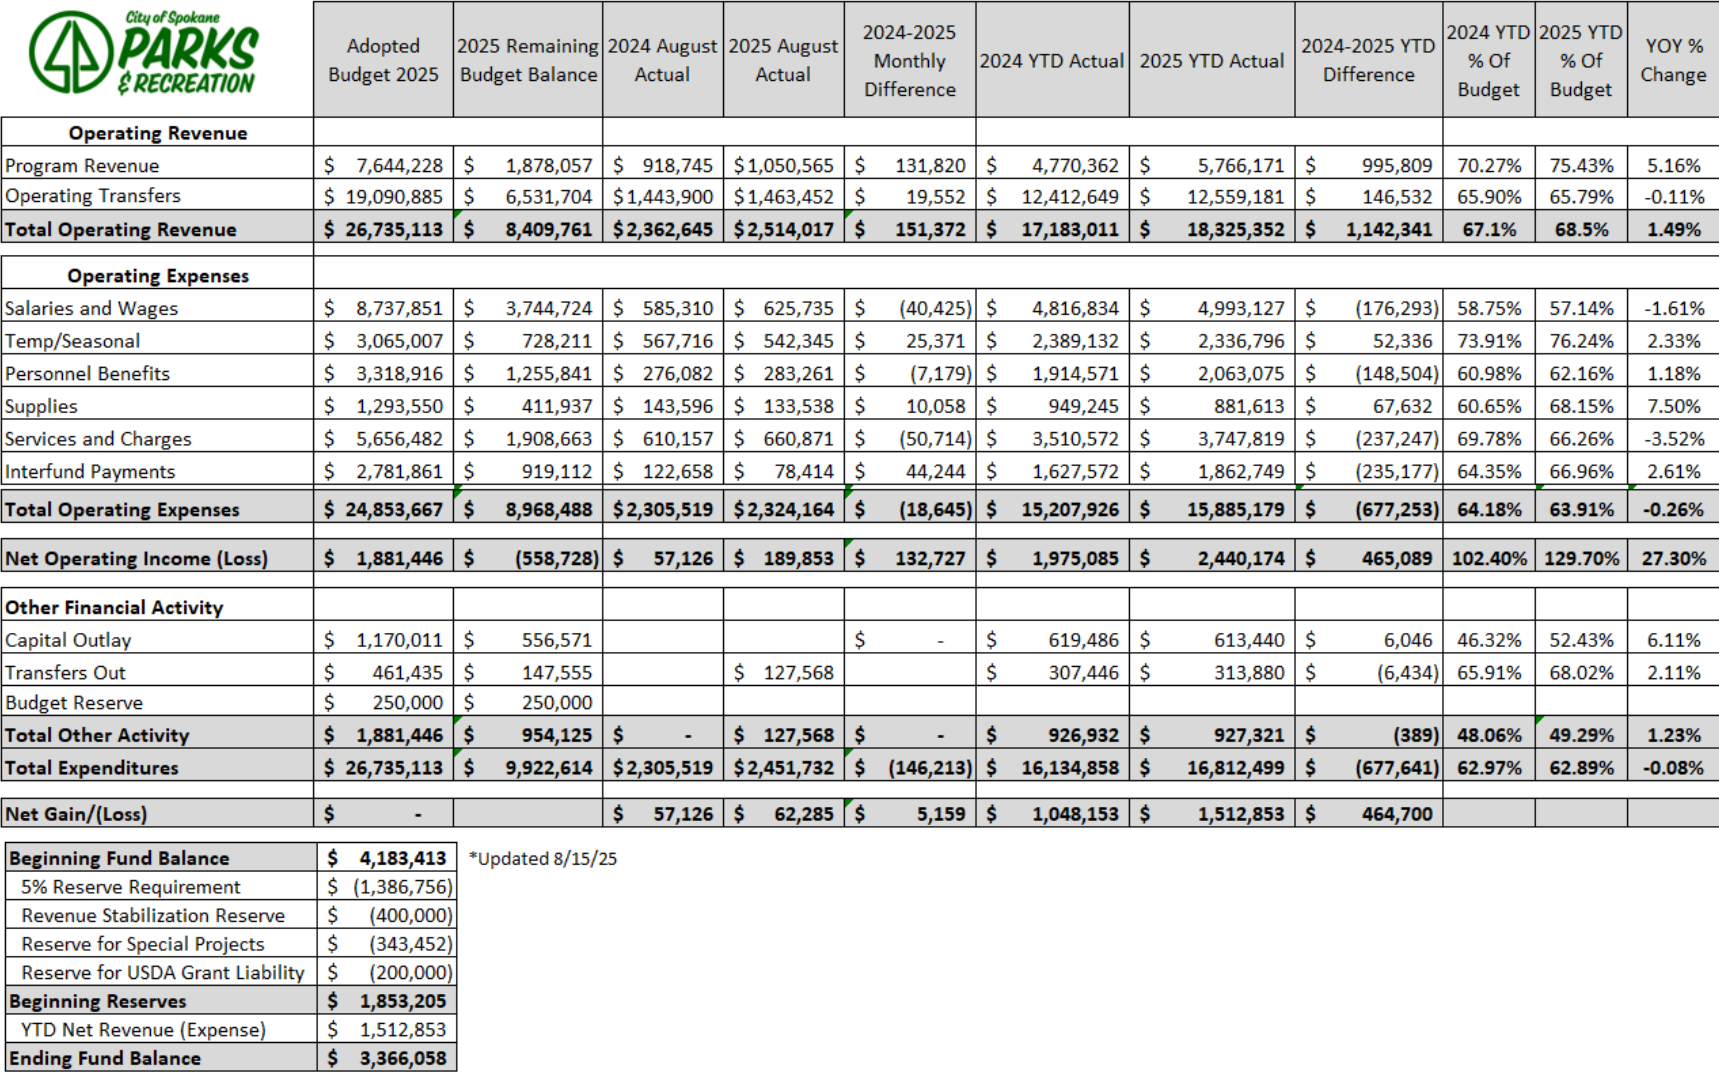 City of Spokane
PARKS
& RECREATION
Adopted Budget 2025 2025 Remaining Budget Balance 2024 August Actual 2025 August Actual 2024-2025 Monthly Difference 2024 YTD Actual 2025 YTD Actual 2024-2025 YTD Difference 2024 YTD % Of Budget 2025 YTD % Of Budget YOY % Change
Operating Revenue
Program Revenue $ 7,644,228 $ 1,878,057 $ 918,745 $1,050,565 $ 131,820 $ 4,770,362 $ 5,766,171 $ 995,809 70.27% 75.43% 5.16%
Operating Transfers $ 19,090,885 $ 6,531,704 $1,443,900 $1,463,452 $ 19,552 $ 12,412,649 $ 12,559,181 $ 146,532 65.90% 65.79% -0.11%
Total Operating Revenue $ 26,735,113 $ 8,409,761 $2,362,645 $2,514,017 $ 151,372 $ 17,183,011 $ 18,325,352 $ 1,142,341 67.1% 68.5% 1.49%
Operating Expenses
Salaries and Wages $ 8,737,851 $ 3,744,724 $ 585,310 $ 625,735 $ (40,425) $ 4,816,834 $ 4,993,127 $ (176,293) 58.75% 57.14% -1.61%
Temp/Seasonal $ 3,065,007 $ 728,211 $ 567,716 $ 542,345 $ 25,371 $ 2,389,132 $ 2,336,796 $ 52,336 73.91% 76.24% 2.33%
Personnel Benefits $ 3,318,916 $ 1,255,841 $ 276,082 $ 283,261 $ (7,179) $ 1,914,571 $ 2,063,075 $ (148,504) 60.98% 62.16% 1.18%
Supplies $ 1,293,550 $ 411,937 $ 143,596 $ 133,538 $ 10,058 $ 949,245 $ 881,613 $ 67,632 60.65% 68.15% 7.50%
Services and Charges $ 5,656,482 $ 1,908,663 $ 610,157 $ 660,871 $ (50,714) $ 3,510,572 $ 3,747,819 $ (237,247) 69.78% 66.26% -3.52%
Interfund Payments $ 2,781,861 $ 919,112 $ 122,658 $ 78,414 $ 44,244 $ 1,627,572 $ 1,862,749 $ (235,177) 64.35% 66.96% 2.61%
Total Operating Expenses $ 24,853,667 $ 8,968,488 $2,305,519 $2,324,164 $ (18,645) $ 15,207,926 $ 15,885,179 $ (677,253) 64.18% 63.91% -0.26%
Net Operating Income (Loss) $ 1,881,446 $ (558,728) $ 57,126 $ 189,853 $ 132,727 $ 1,975,085 $ 2,440,174 $ 465,089 102.40% 129.70% 27.30%
Other Financial Activity
Capital Outlay $ 1,170,011 $ 556,571 $ - $ 619,486 $ 613,440 $ 6,046 46.32% 52.43% 6.11%
Transfers Out $ 461,435 $ 147,555 $ 127,568 $ 307,446 $ 313,880 $ (6,434) 65.91% 68.02% 2.11%
Budget Reserve $ 250,000 $ 250,000
Total Other Activity $ 1,881,446 $ 954,125 $ - $ 127,568 $ - $ 926,932 $ 927,321 $ (389) 48.06% 49.29% 1.23%
Total Expenditures $ 26,735,113 $ 9,922,614 $2,305,519 $2,451,732 $ (146,213) $ 16,134,858 $ 16,812,499 $ (677,641) 62.97% 62.89% -0.08%
Net Gain/(Loss) $ - $ 57,126 $ 62,285 $ 5,159 $ 1,048,153 $ 1,512,853 $ 464,700
Beginning Fund Balance $ 4,183,413 *Updated 8/15/25
5% Reserve Requirement $ (1,386,756)
Revenue Stabilization Reserve $ (400,000)
Reserve for Special Projects $ (343,452)
Reserve for USDA Grant Liability $ (200,000)
Beginning Reserves $ 1,853,205
YTD Net Revenue (Expense) $ 1,512,853
Ending Fund Balance $ 3,366,058